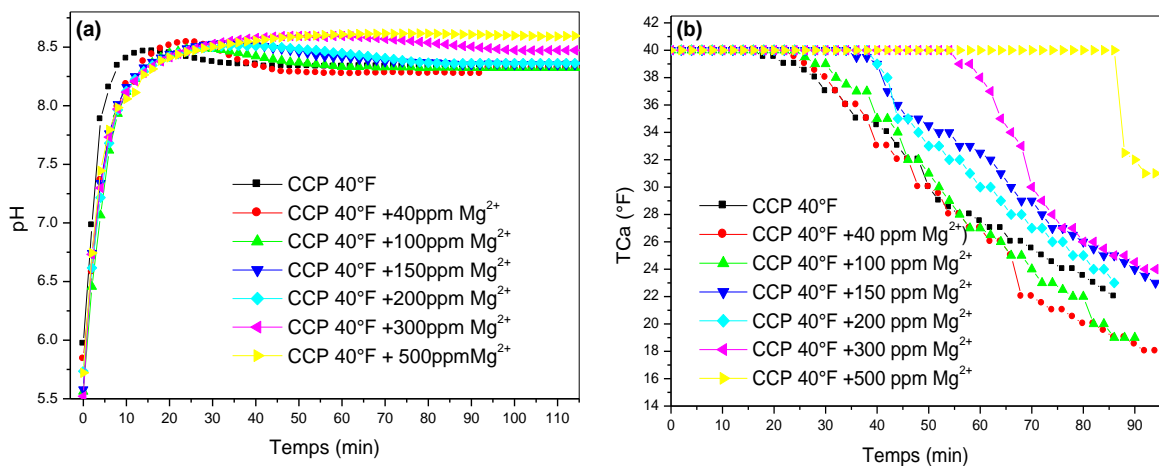 (a)
8.5
8.0
7.5
7.0
6.5
6.0
5.5
pH
CCP 40°F
CCP 40°F +40ppm Mg²⁺
CCP 40°F +100ppm Mg²⁺
CCP 40°F +150ppm Mg²⁺
CCP 40°F +200ppm Mg²⁺
CCP 40°F +300ppm Mg²⁺
CCP 40°F + 500ppmMg²⁺
0 10 20 30 40 50 60 70 80 90 100 110
Temps (min)
(b)
42
40
38
36
34
32
30
28
26
24
22
20
18
16
14
TCa (°F)
CCP 40°F
CCP 40°F +40 ppm Mg²⁺)
CCP 40°F +100 ppm Mg²⁺
CCP 40°F +150 ppm Mg²⁺
CCP 40°F +200 ppm Mg²⁺
CCP 40°F +300 ppm Mg²⁺
CCP 40°F +500 ppm Mg²⁺
0 10 20 30 40 50 60 70 80 90
Temps (min)